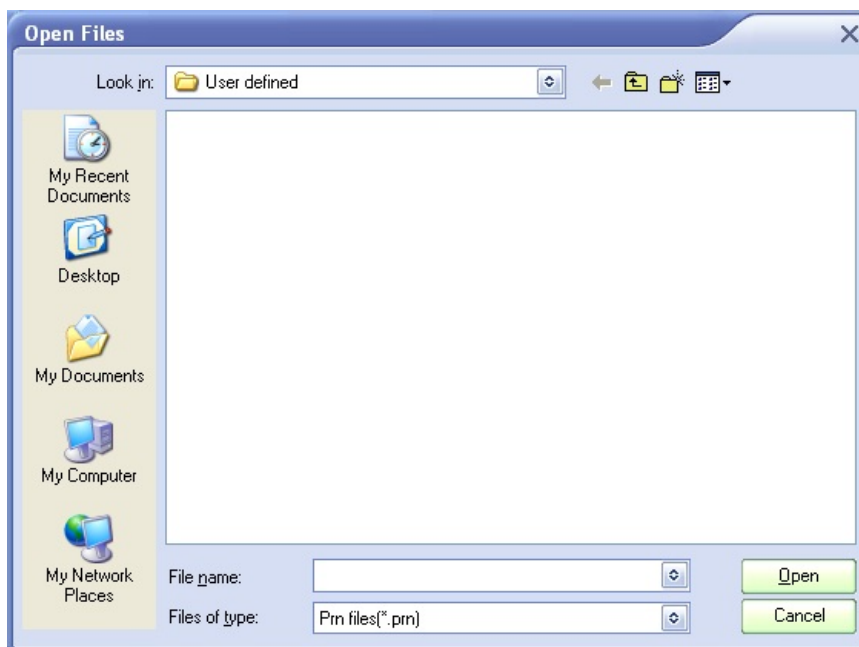 Open Files
Look in:
User defined
My Recent
Documents
Desktop
My Documents
My Computer
My Network
Places
File name:
Open
Files of type:
Prn files(*.prn)
Cancel